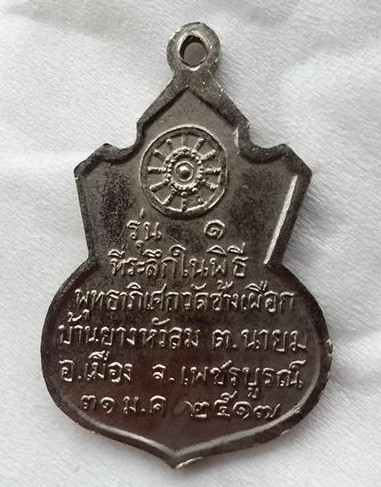 รุ่น ๑
ที่ระลึกในพิธี
พุทธาภิเศกวัดช้างเผือก
บ้านยางหัวลม ต.นายม
อ.เมือง จ.เพชรบูรณ์
๓๑ ม.ค ๒๕๑๗